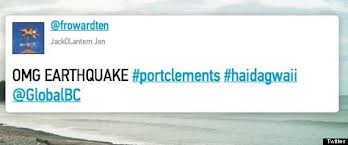 @frowardten
JackOLantern Jen
OMG EARTHQUAKE #portclements #haidagwaii
@GlobalBC
Twitter